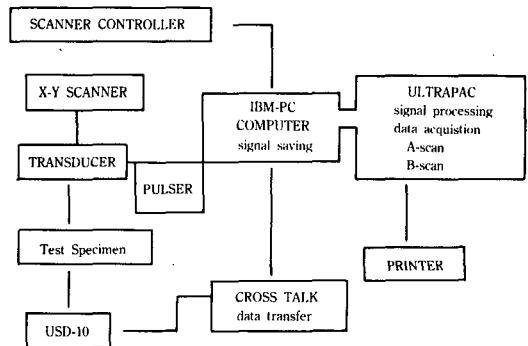 SCANNER CONTROLLER
X-Y SCANNER
IBM-PC
COMPUTER
signal saving
ULTRAPAC
signal processing
data acquistion
A-scan
B-scan
TRANSDUCER
PULSER
Test Specimen
PRINTER
CROSS TALK
data transfer
USD-10